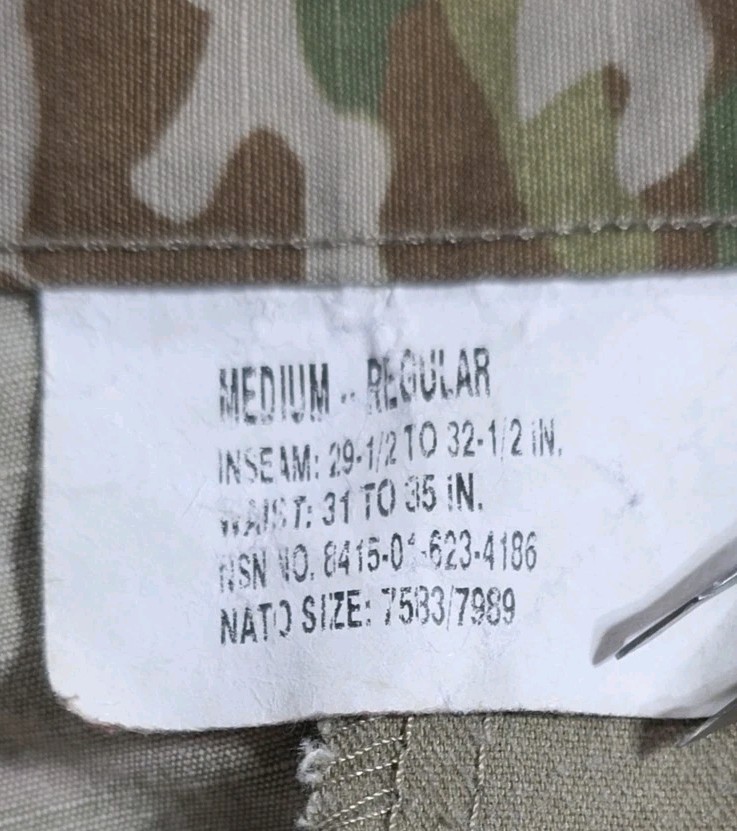 MEDIUM - REGULAR
INSEAM: 29-1/2 TO 32-1/2 IN.
WAIST: 31 TO 35 IN.
NSN NO. 8415-01-623-4186
NATO SIZE: 7583/7989